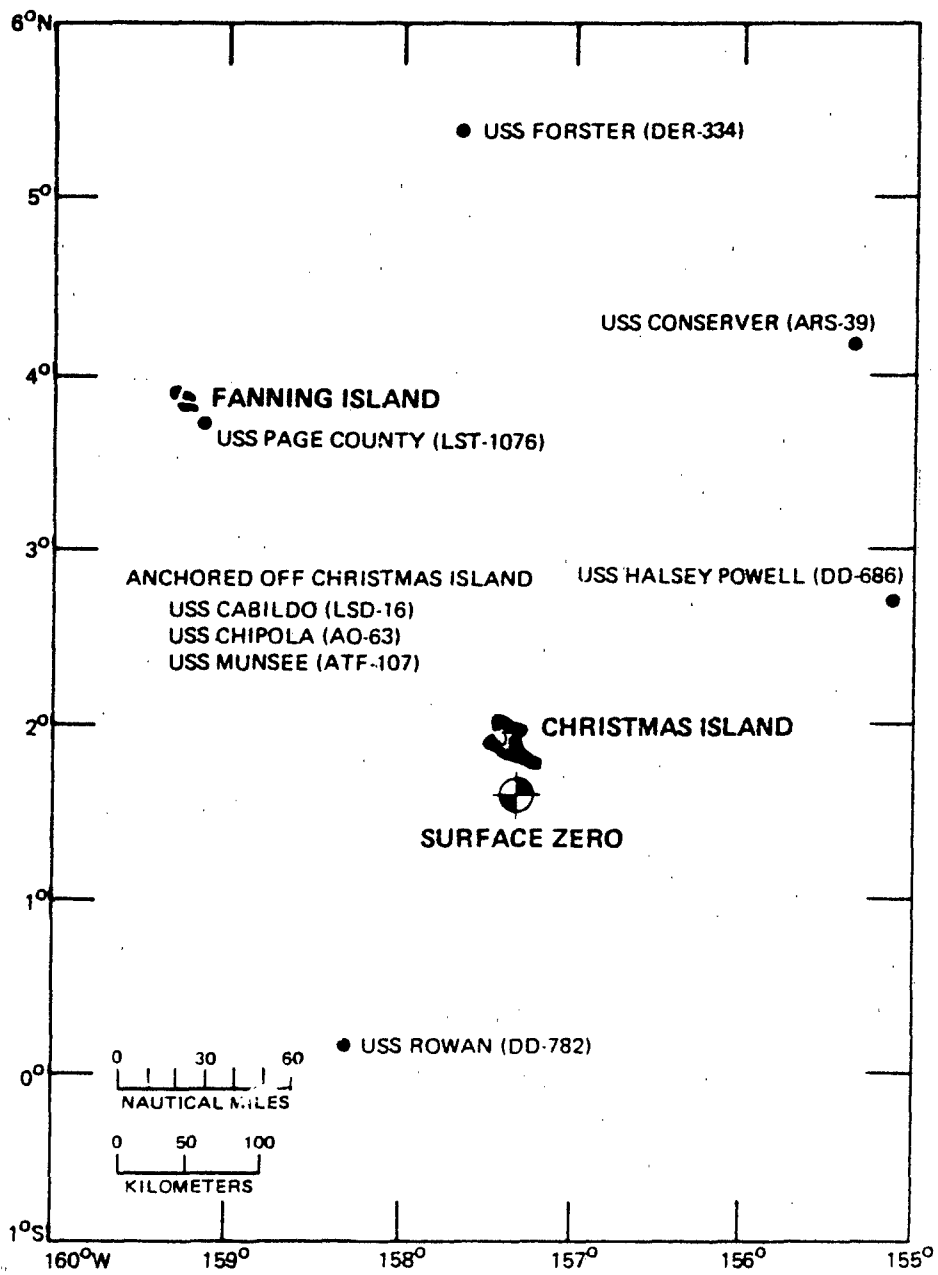 6°N
USS FORSTER (DER-334)
5°
USS CONSERVER (ARS-39)
4°
FANNING ISLAND
USS PAGE COUNTY (LST-1076)
3°
ANCHORED OFF CHRISTMAS ISLAND
USS HALSEY POWELL (DD-686)
USS CABILDO (LSD-16)
USS CHIPOLA (AO-63)
USS MUNSEE (ATF-107)
2°
CHRISTMAS ISLAND
SURFACE ZERO
1°
USS ROWAN (DD-782)
0 30 60
0°
NAUTICAL MILES
0 50 100
KILOMETERS
1°S
160°W 159° 158° 157° 156° 155°